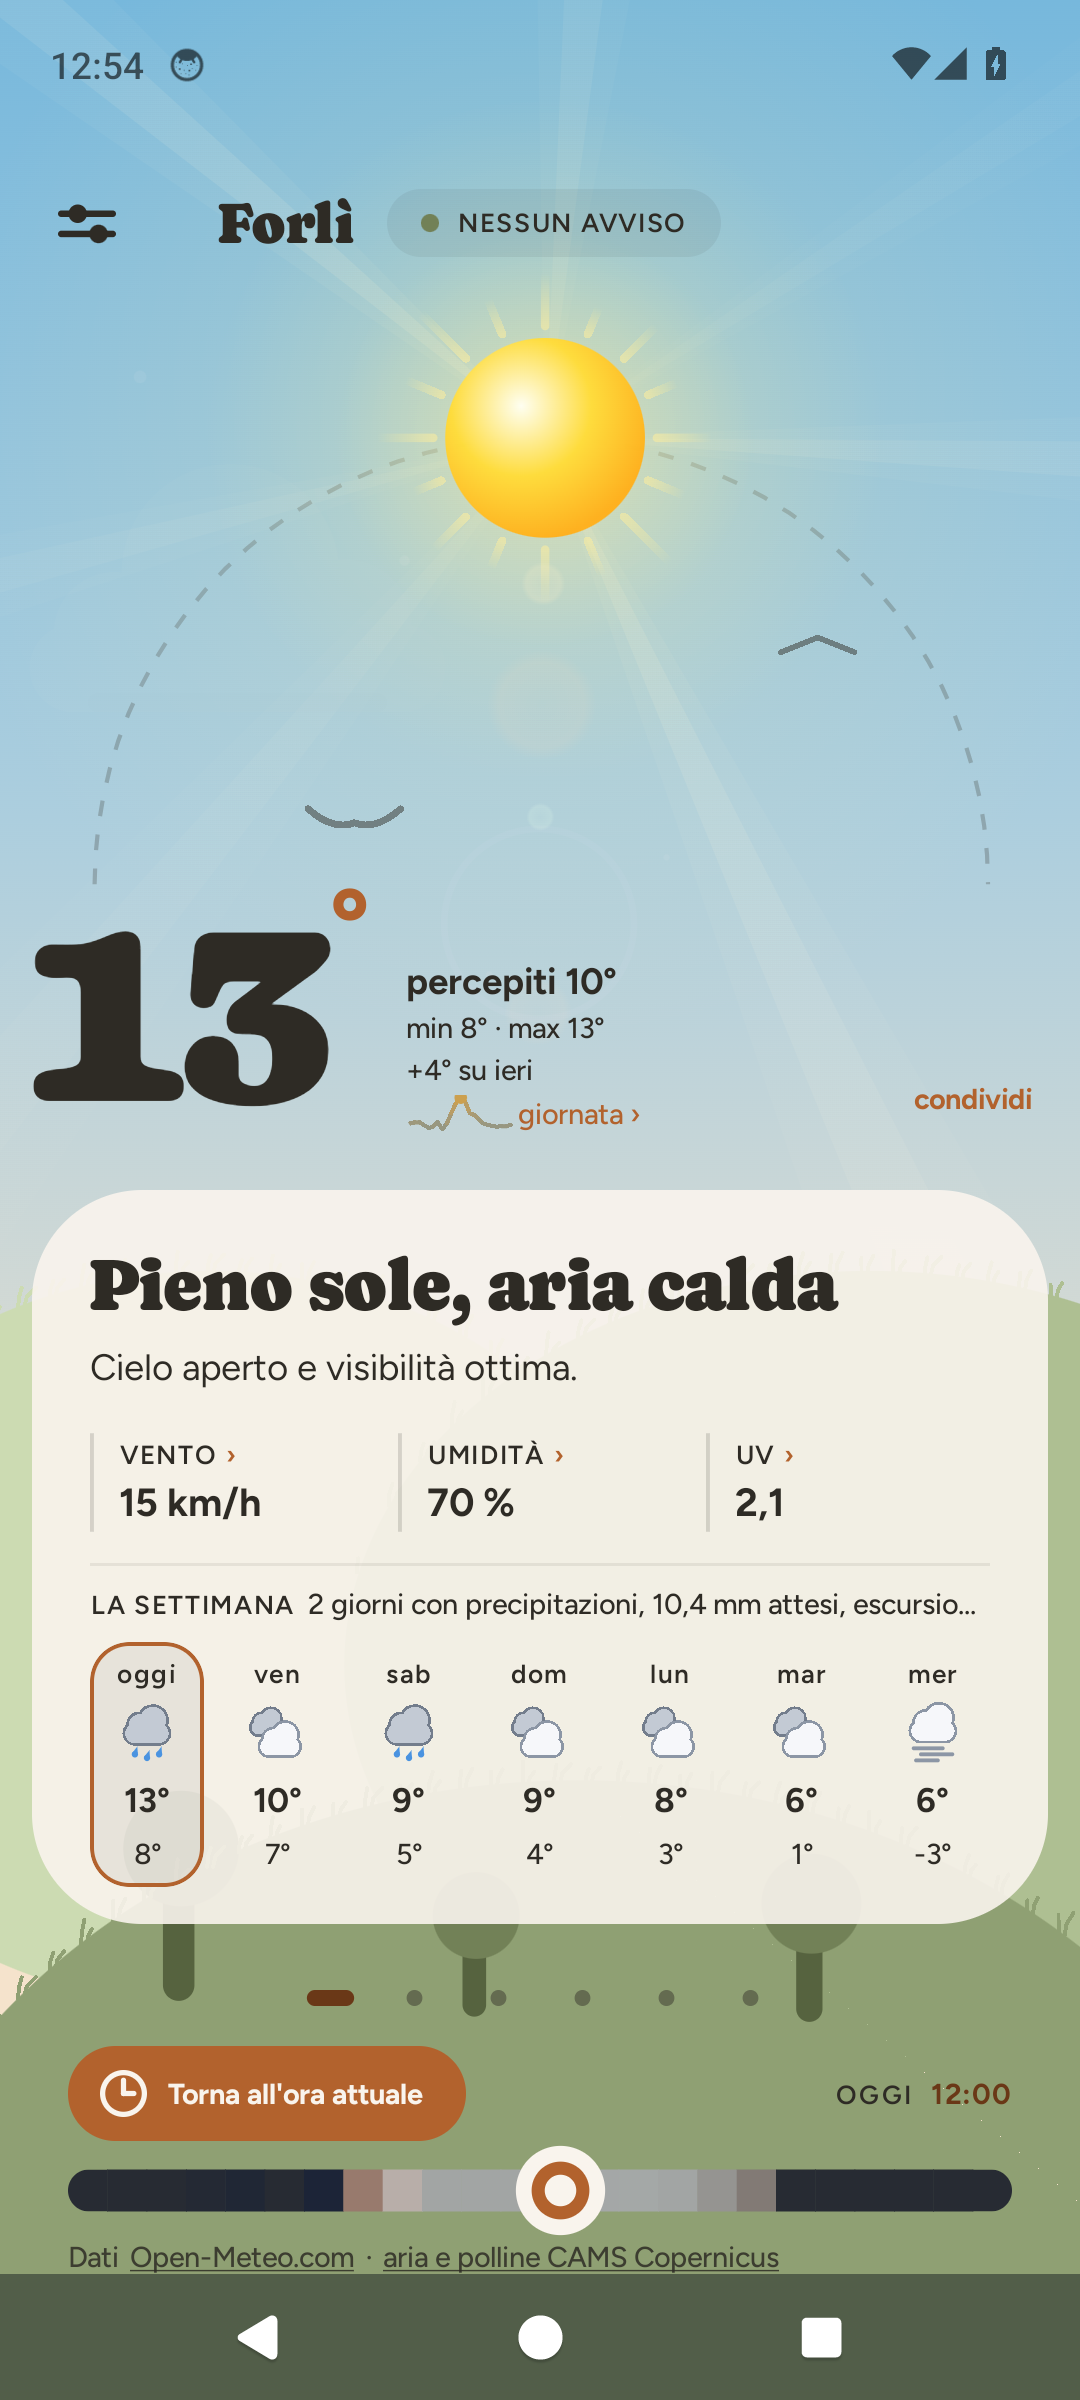 12:54
Forlì
NESSUN AVVISO
13°
percepiti 10°
min 8° · max 13°
+4° su ieri
giornata ›
condividi
Pieno sole, aria calda
Cielo aperto e visibilità ottima.
VENTO › UMIDITÀ › UV ›
15 km/h 70 % 2,1
LA SETTIMANA 2 giorni con precipitazioni, 10,4 mm attesi, escursio...
oggi ven sab dom lun mar mer
13° 10° 9° 9° 8° 6° 6°
8° 7° 5° 4° 3° 1° -3°
Torna all'ora attuale
OGGI 12:00
Dati Open-Meteo.com · aria e polline CAMS Copernicus